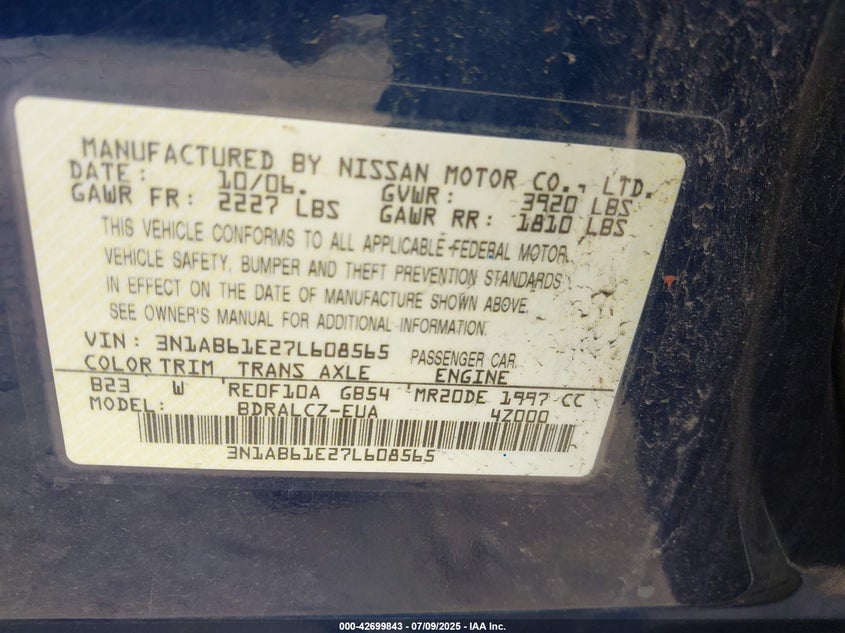 MANUFACTURED BY NISSAN MOTOR CO., LTD.
DATE: 10/06. GVWR: 3920 LBS
GAWR FR: 2227 LBS GAWR RR: 1810 LBS
THIS VEHICLE CONFORMS TO ALL APPLICABLE FEDERAL MOTOR
VEHICLE SAFETY, BUMPER AND THEFT PREVENTION STANDARDS
IN EFFECT ON THE DATE OF MANUFACTURE SHOWN ABOVE.
SEE OWNER'S MANUAL FOR ADDITIONAL INFORMATION.
VIN: 3N1AB61E27L608565 PASSENGER CAR
COLOR TRIM TRANS AXLE ENGINE
B23 W RE0F10A GB54 MR20DE 1997 CC
MODEL: BDRALCZ-EUA 4Z000
3N1AB61E27L608565
000-42699843 / 07/09/2025 - IAA Inc.